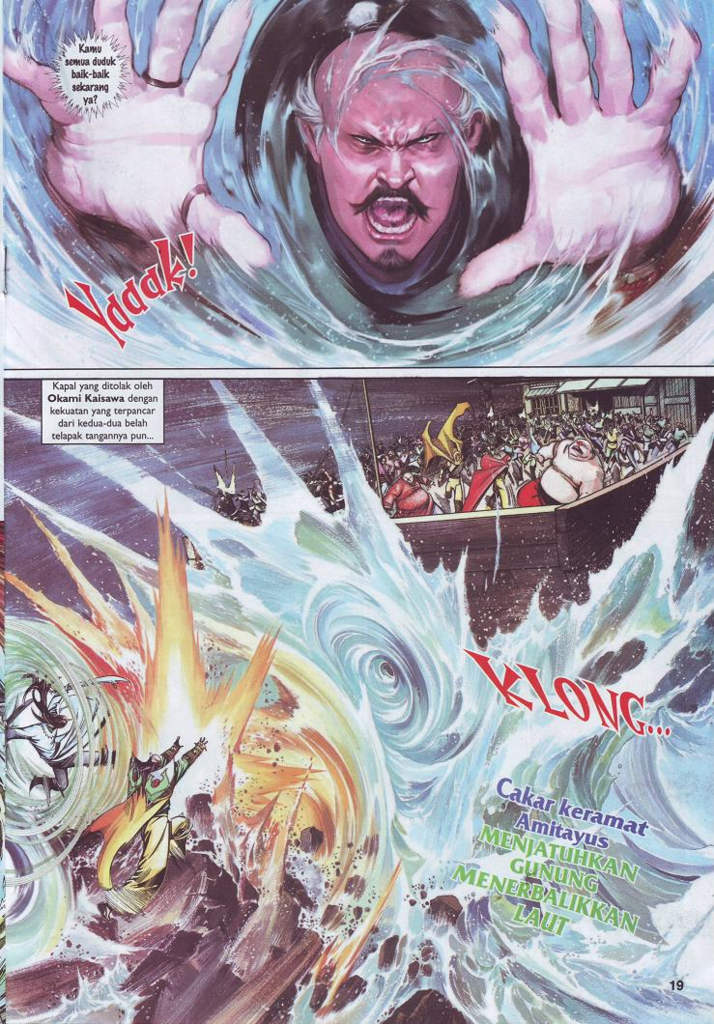 Kamu
semua duduk
baik-baik
sekarang
ya?
Yaaak!
Kapal yang ditolak oleh
Okami Kaisawa dengan
kekuatan yang terpancar
dari kedua-dua belah
telapak tangannya pun...
KLONG...
Cakar keramat
Amitayus
MENJATUHKAN
GUNUNG
MENERBALIKKAN
LAUT
19